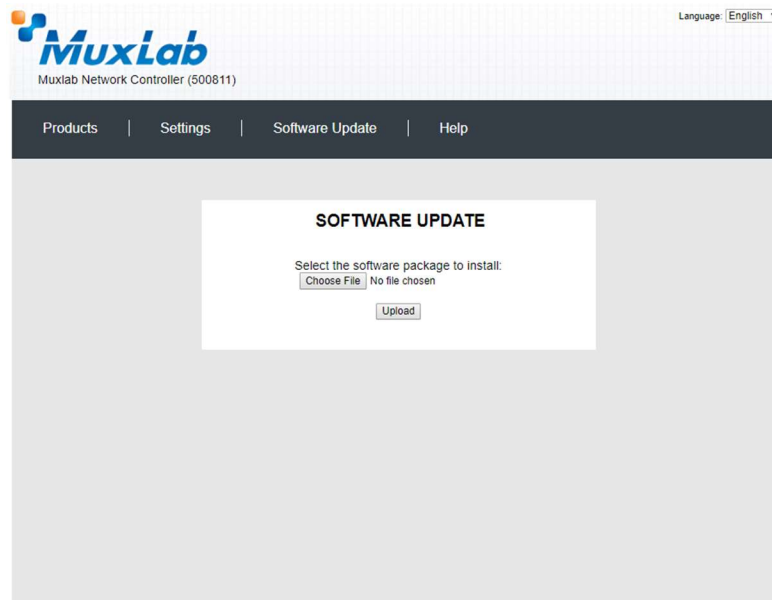 Language: English
MuxLab
Muxlab Network Controller (500811)
Products | Settings | Software Update | Help
SOFTWARE UPDATE
Select the software package to install:
Choose File No file chosen
Upload